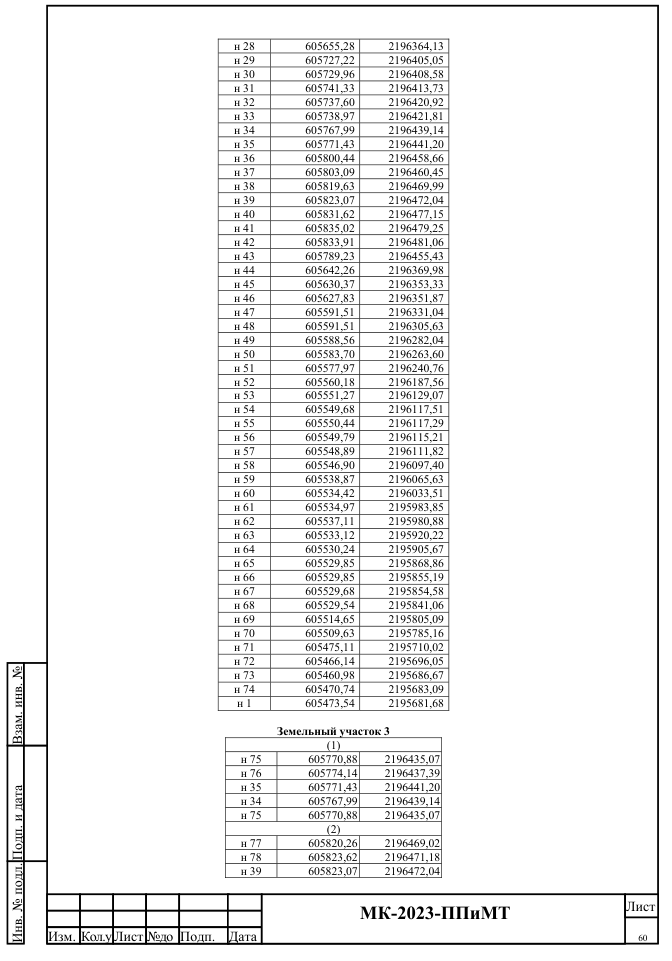 н 28 605655,28 2196364,13
н 29 605727,22 2196405,05
н 30 605729,96 2196408,58
н 31 605741,33 2196413,73
н 32 605737,60 2196420,92
н 33 605738,97 2196421,81
н 34 605767,99 2196439,14
н 35 605771,43 2196441,20
н 36 605800,44 2196458,66
н 37 605803,09 2196460,45
н 38 605819,63 2196469,99
н 39 605823,07 2196472,04
н 40 605831,62 2196477,15
н 41 605835,02 2196479,25
н 42 605833,91 2196481,06
н 43 605789,23 2196455,43
н 44 605642,26 2196369,98
н 45 605630,37 2196353,33
н 46 605627,83 2196351,87
н 47 605591,51 2196331,04
н 48 605591,51 2196305,63
н 49 605588,56 2196282,04
н 50 605583,70 2196263,60
н 51 605577,97 2196240,76
н 52 605560,18 2196187,56
н 53 605551,27 2196129,07
н 54 605549,68 2196117,51
н 55 605550,44 2196117,29
н 56 605549,79 2196115,21
н 57 605548,89 2196111,82
н 58 605546,90 2196097,40
н 59 605538,87 2196065,63
н 60 605534,42 2196033,51
н 61 605534,97 2195983,85
н 62 605537,11 2195980,88
н 63 605533,12 2195920,22
н 64 605530,24 2195905,67
н 65 605529,85 2195868,86
н 66 605529,85 2195855,19
н 67 605529,68 2195854,58
н 68 605529,54 2195841,06
н 69 605514,65 2195805,09
н 70 605509,63 2195785,16
н 71 605475,11 2195710,02
н 72 605466,14 2195696,05
н 73 605460,98 2195686,67
н 74 605470,74 2195683,09
н 1 605473,54 2195681,68
Земельный участок 3
(1)
н 75 605770,88 2196435,07
н 76 605774,14 2196437,39
н 35 605771,43 2196441,20
н 34 605767,99 2196439,14
н 75 605770,88 2196435,07
(2)
н 77 605820,26 2196469,02
н 78 605823,62 2196471,18
н 39 605823,07 2196472,04
Взам. инв. №
Подп. и дата
Инв. № подл.
МК-2023-ППиМТ
Лист
60
Изм. Кол.у Лист №до Подп. Дата